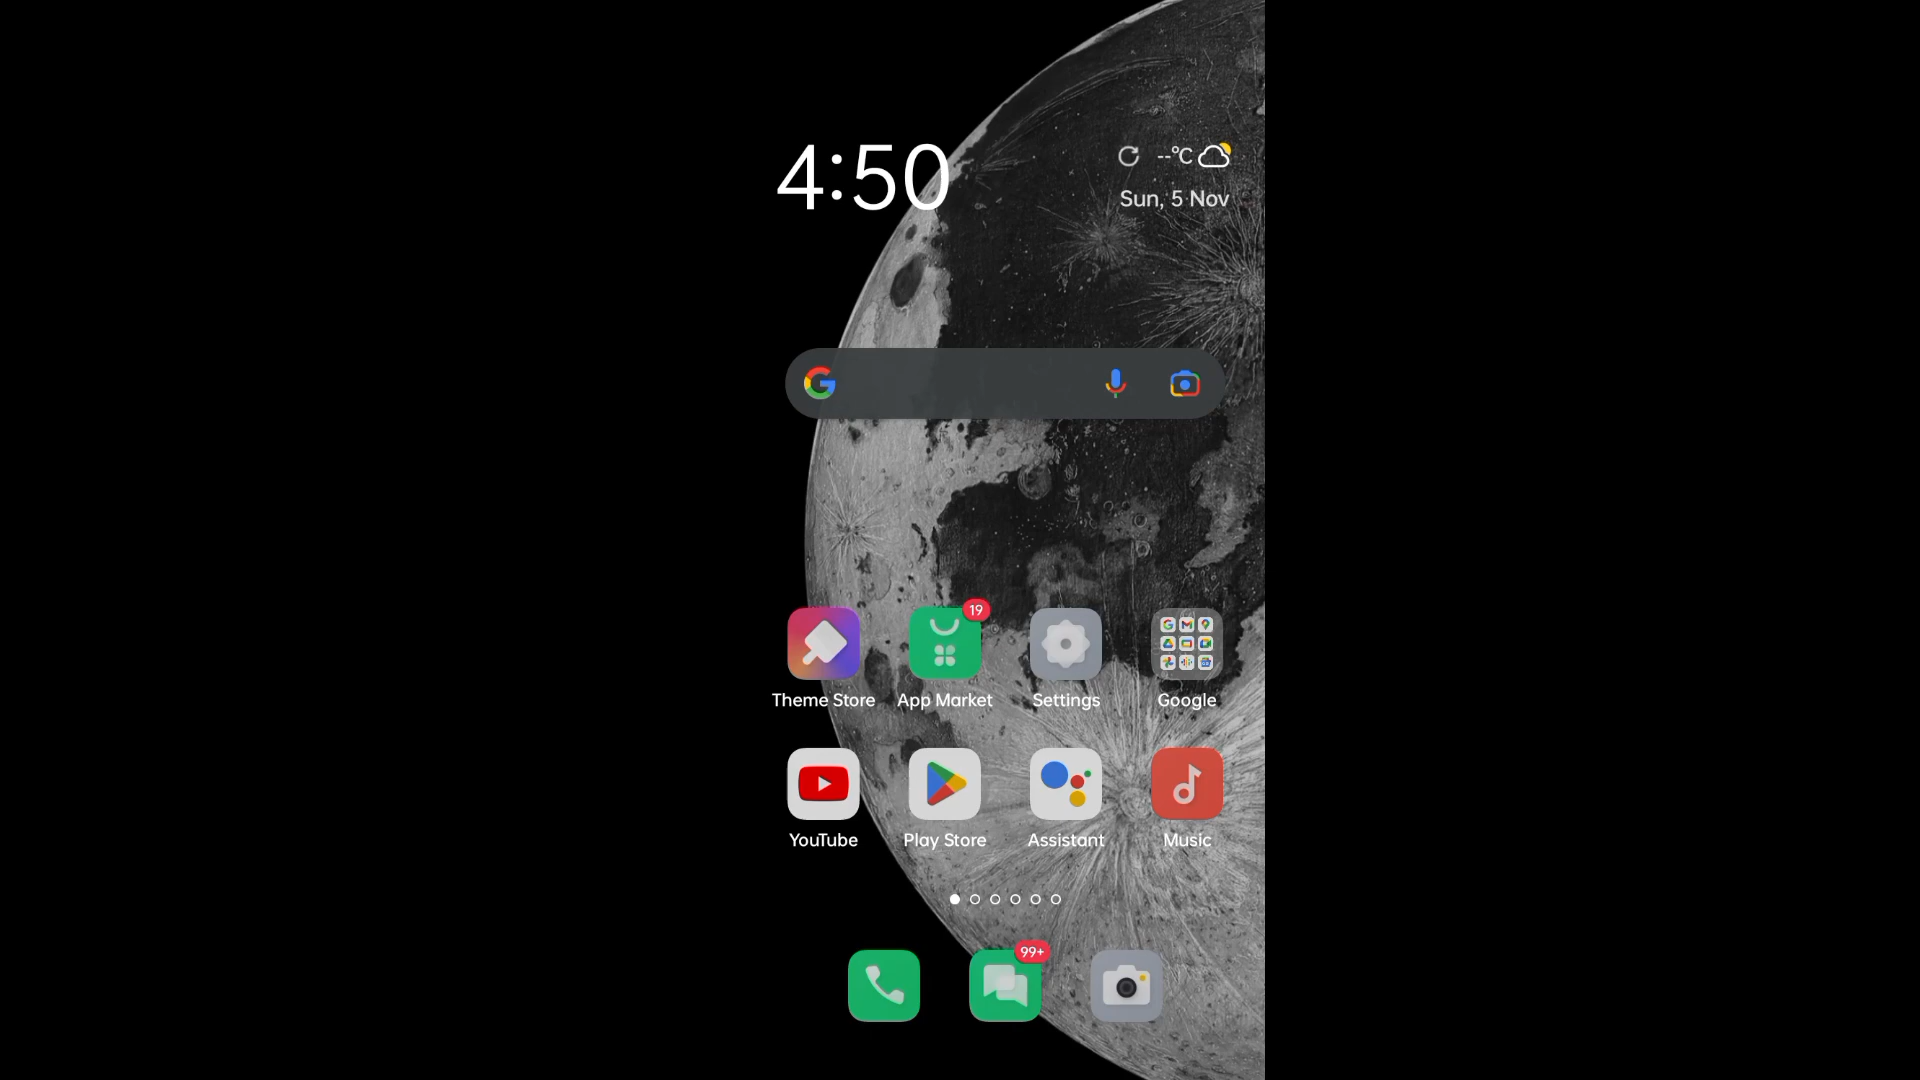 4:50
--°C
Sun, 5 Nov
19
Theme Store
App Market
Settings
Google
YouTube
Play Store
Assistant
Music
99+